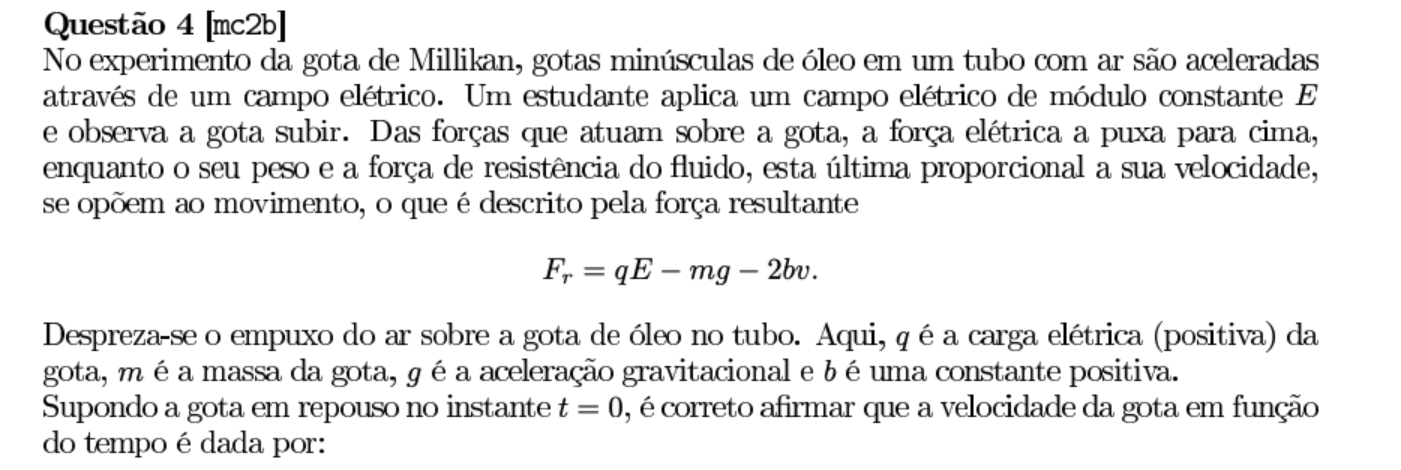 Questão 4 [mc2b]
No experimento da gota de Millikan, gotas minúsculas de óleo em um tubo com ar são aceleradas
através de um campo elétrico. Um estudante aplica um campo elétrico de módulo constante E
e observa a gota subir. Das forças que atuam sobre a gota, a força elétrica a puxa para cima,
enquanto o seu peso e a força de resistência do fluido, esta última proporcional a sua velocidade,
se opõem ao movimento, o que é descrito pela força resultante
F_r = qE − mg − 2bv.
Despreza-se o empuxo do ar sobre a gota de óleo no tubo. Aqui, q é a carga elétrica (positiva) da
gota, m é a massa da gota, g é a aceleração gravitacional e b é uma constante positiva.
Supondo a gota em repouso no instante t = 0, é correto afirmar que a velocidade da gota em função
do tempo é dada por: